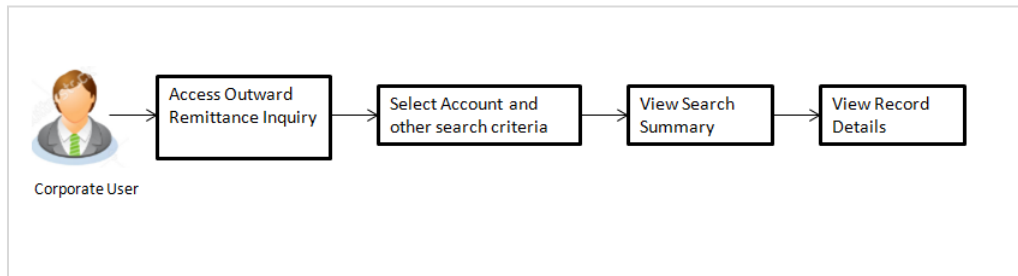 Access Outward
Remittance Inquiry
Select Account and
other search criteria
View Search
Summary
View Record
Details
Corporate User